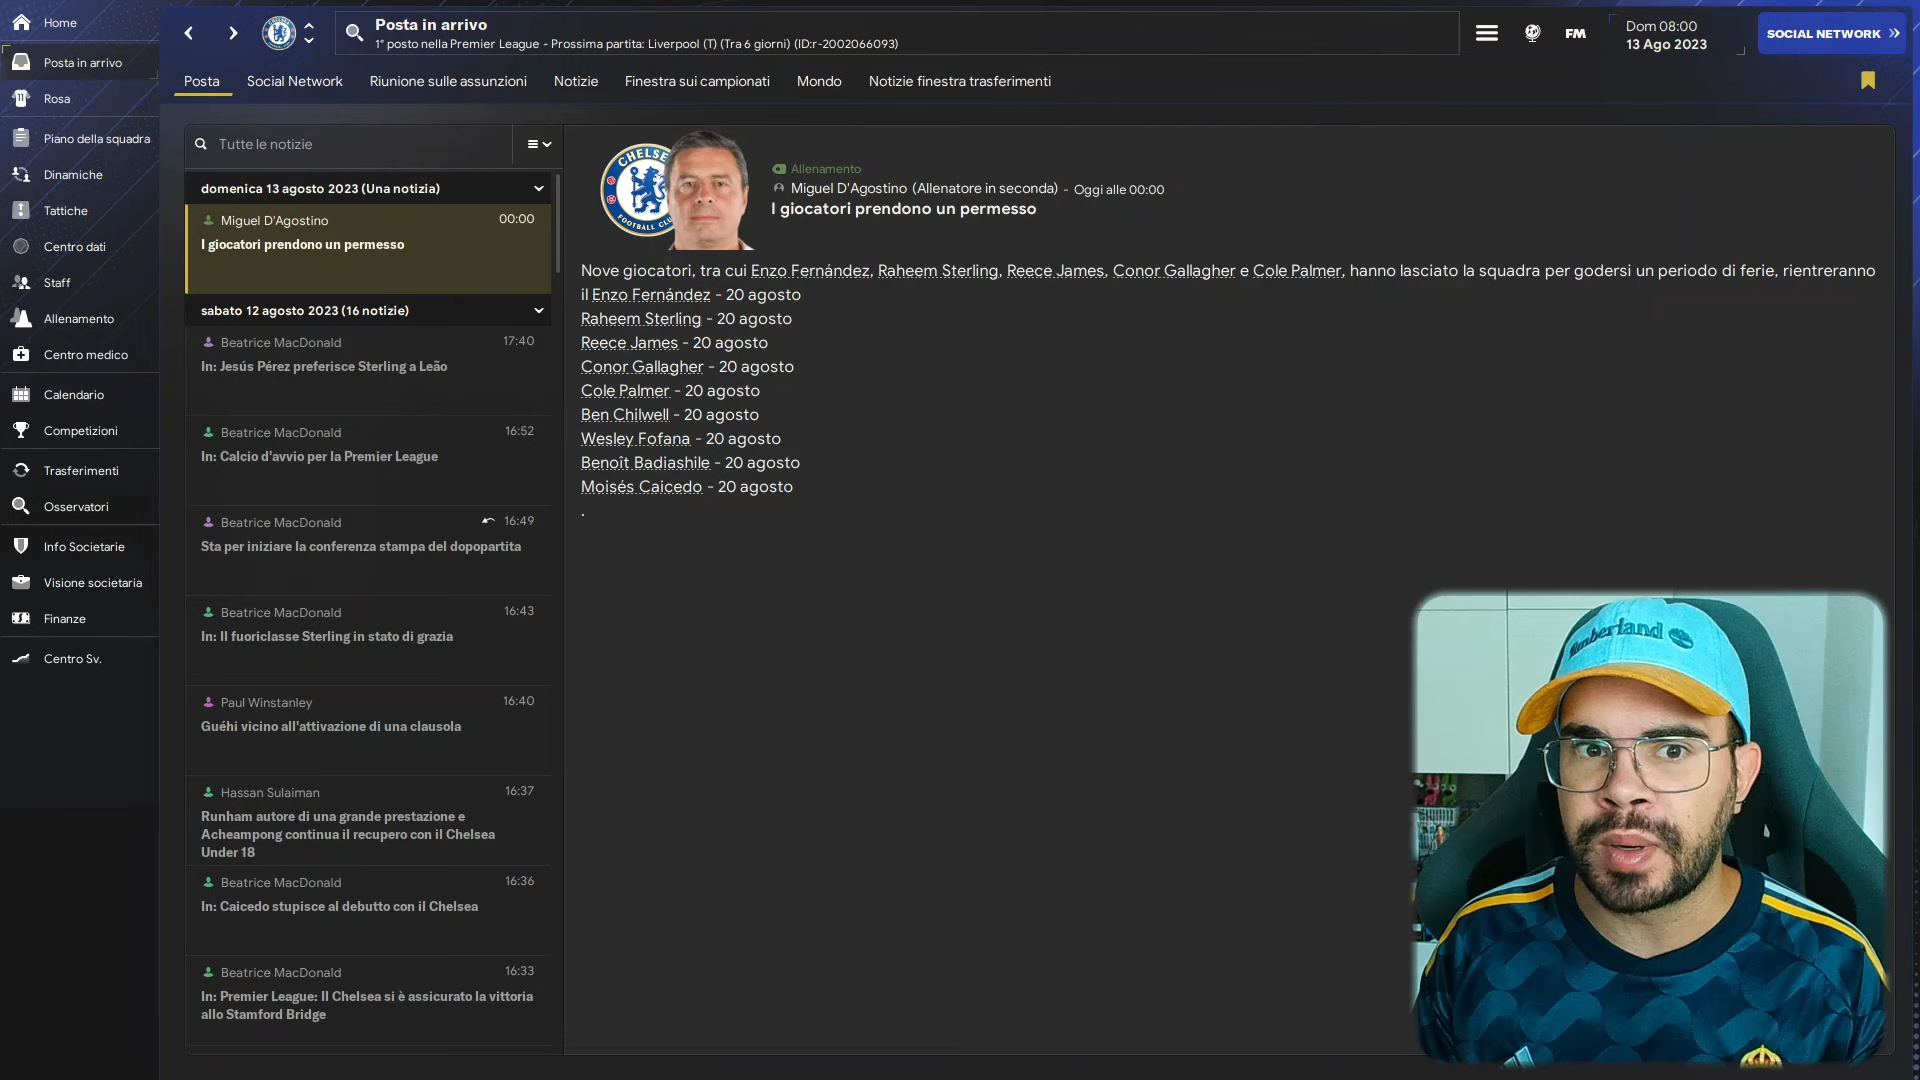 Home
Posta in arrivo
Rosa
Piano della squadra
Dinamiche
Tattiche
Centro dati
Staff
Allenamento
Centro medico
Calendario
Competizioni
Trasferimenti
Osservatori
Info Societarie
Visione societaria
Finanze
Centro Sv.
Posta in arrivo
1° posto nella Premier League - Prossima partita: Liverpool (T) (Tra 6 giorni) (ID:r-2002066093)
FM
Dom 08:00
13 Ago 2023
SOCIAL NETWORK
Posta
Social Network
Riunione sulle assunzioni
Notizie
Finestra sui campionati
Mondo
Notizie finestra trasferimenti
Tutte le notizie
domenica 13 agosto 2023 (Una notizia)
Miguel D'Agostino 00:00
I giocatori prendono un permesso
sabato 12 agosto 2023 (16 notizie)
Beatrice MacDonald 17:40
In: Jesús Pérez preferisce Sterling a Leão
Beatrice MacDonald 16:52
In: Calcio d'avvio per la Premier League
Beatrice MacDonald 16:49
Sta per iniziare la conferenza stampa del dopopartita
Beatrice MacDonald 16:43
In: Il fuoriclasse Sterling in stato di grazia
Paul Winstanley 16:40
Guéhi vicino all'attivazione di una clausola
Hassan Sulaiman 16:37
Runham autore di una grande prestazione e
Acheampong continua il recupero con il Chelsea
Under 18
Beatrice MacDonald 16:36
In: Caicedo stupisce al debutto con il Chelsea
Beatrice MacDonald 16:33
In: Premier League: Il Chelsea si è assicurato la vittoria
allo Stamford Bridge
Allenamento
Miguel D'Agostino (Allenatore in seconda) - Oggi alle 00:00
I giocatori prendono un permesso
Nove giocatori, tra cui Enzo Fernández, Raheem Sterling, Reece James, Conor Gallagher e Cole Palmer, hanno lasciato la squadra per godersi un periodo di ferie, rientreranno
il Enzo Fernández - 20 agosto
Raheem Sterling - 20 agosto
Reece James - 20 agosto
Conor Gallagher - 20 agosto
Cole Palmer - 20 agosto
Ben Chilwell - 20 agosto
Wesley Fofana - 20 agosto
Benoît Badiashile - 20 agosto
Moisés Caicedo - 20 agosto
.
Timberland